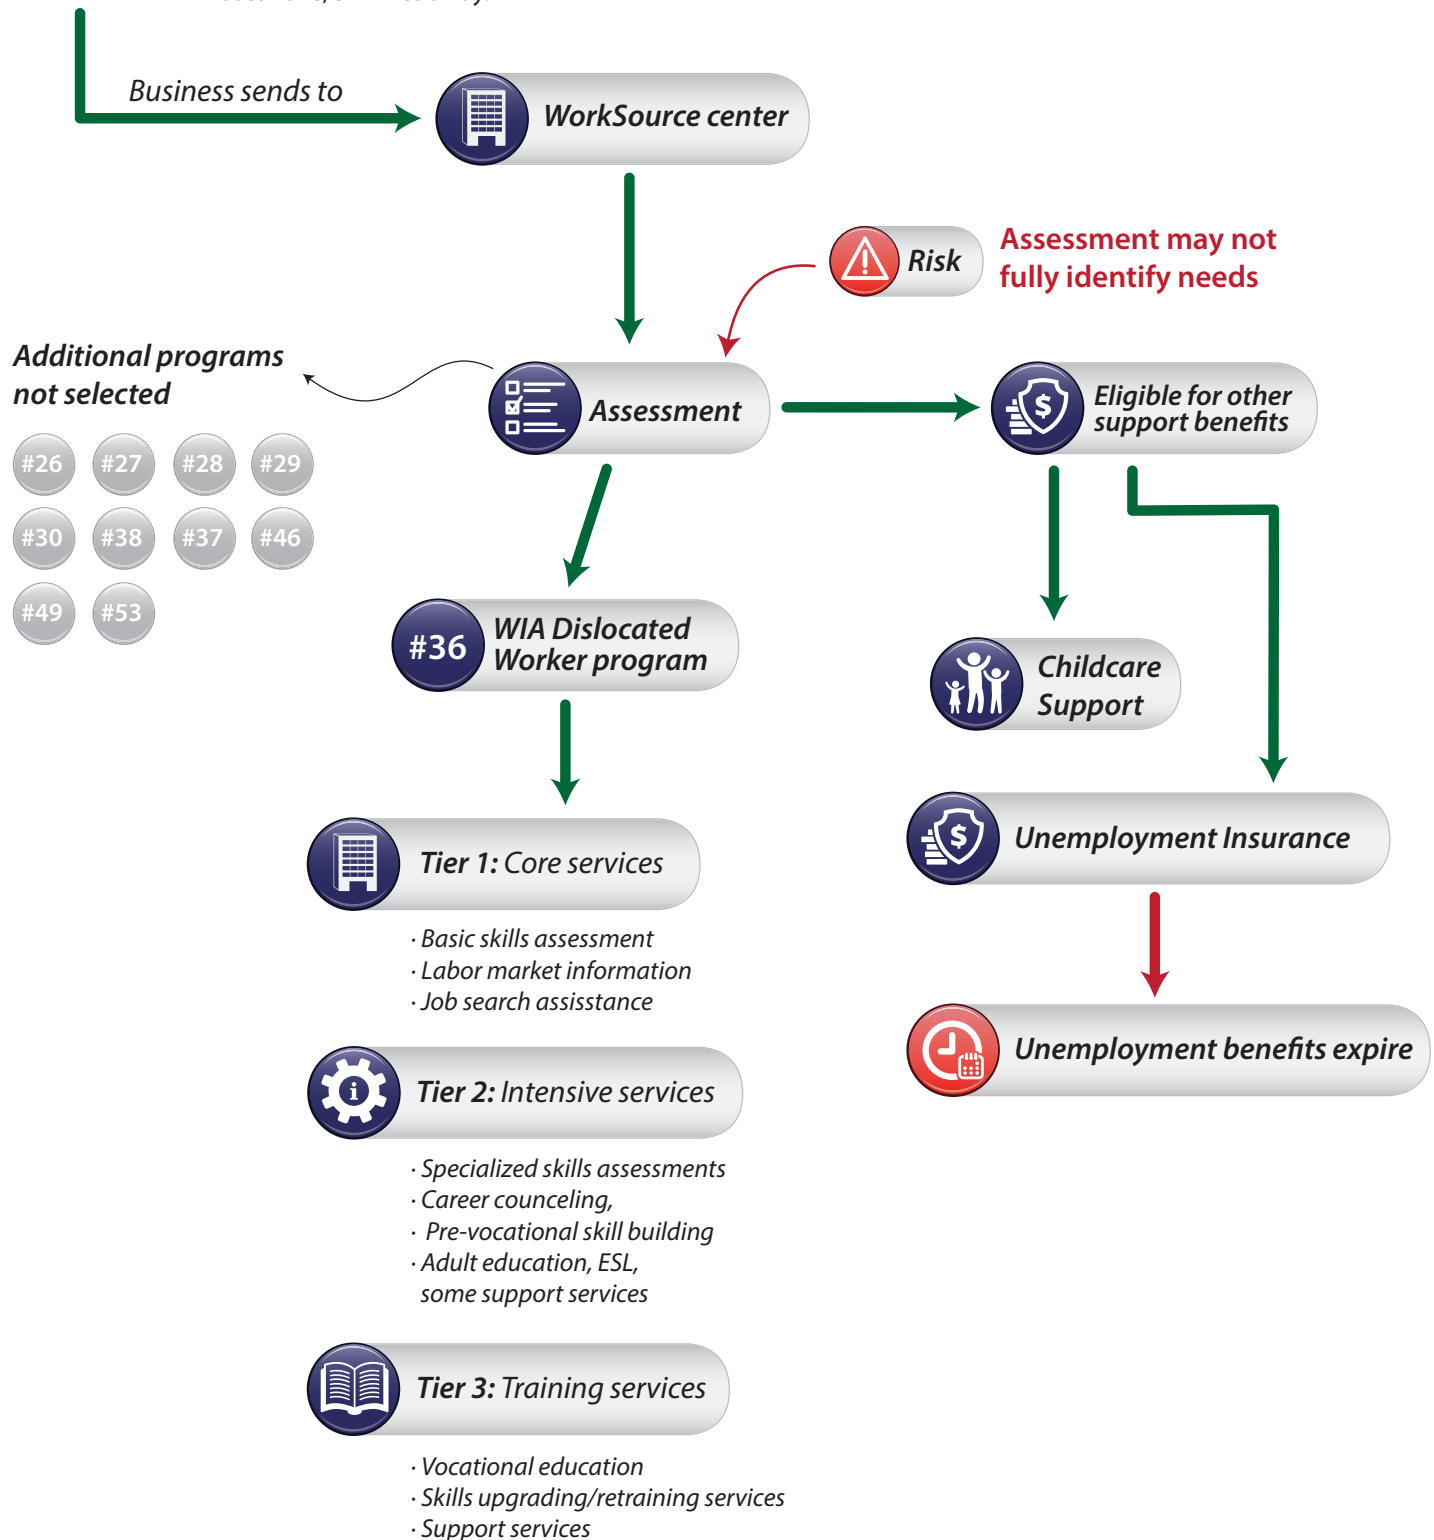 Business sends to
WorkSource center
Risk
Assessment may not
fully identify needs
Additional programs
not selected
Assessment
Eligible for other
support benefits
#26 #27 #28 #29
#30 #38 #37 #46
#49 #53
#36
WIA Dislocated
Worker program
Childcare
Support
Unemployment Insurance
Tier 1: Core services
· Basic skills assessment
· Labor market information
· Job search assisstance
Unemployment benefits expire
Tier 2: Intensive services
· Specialized skills assessments
· Career counceling,
· Pre-vocational skill building
· Adult education, ESL,
some support services
Tier 3: Training services
· Vocational education
· Skills upgrading/retraining services
· Support services